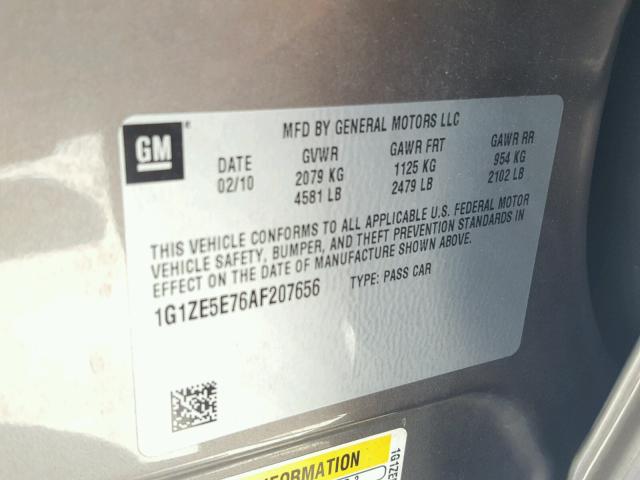 GM
MFD BY GENERAL MOTORS LLC
DATE GVWR GAWR FRT GAWR RR
02/10 2079 KG 1125 KG 954 KG
4581 LB 2479 LB 2102 LB
THIS VEHICLE CONFORMS TO ALL APPLICABLE U.S. FEDERAL MOTOR
VEHICLE SAFETY, BUMPER, AND THEFT PREVENTION STANDARDS IN
EFFECT ON THE DATE OF MANUFACTURE SHOWN ABOVE.
1G1ZE5E76AF207656 TYPE: PASS CAR
INFORMATION
1G1ZE